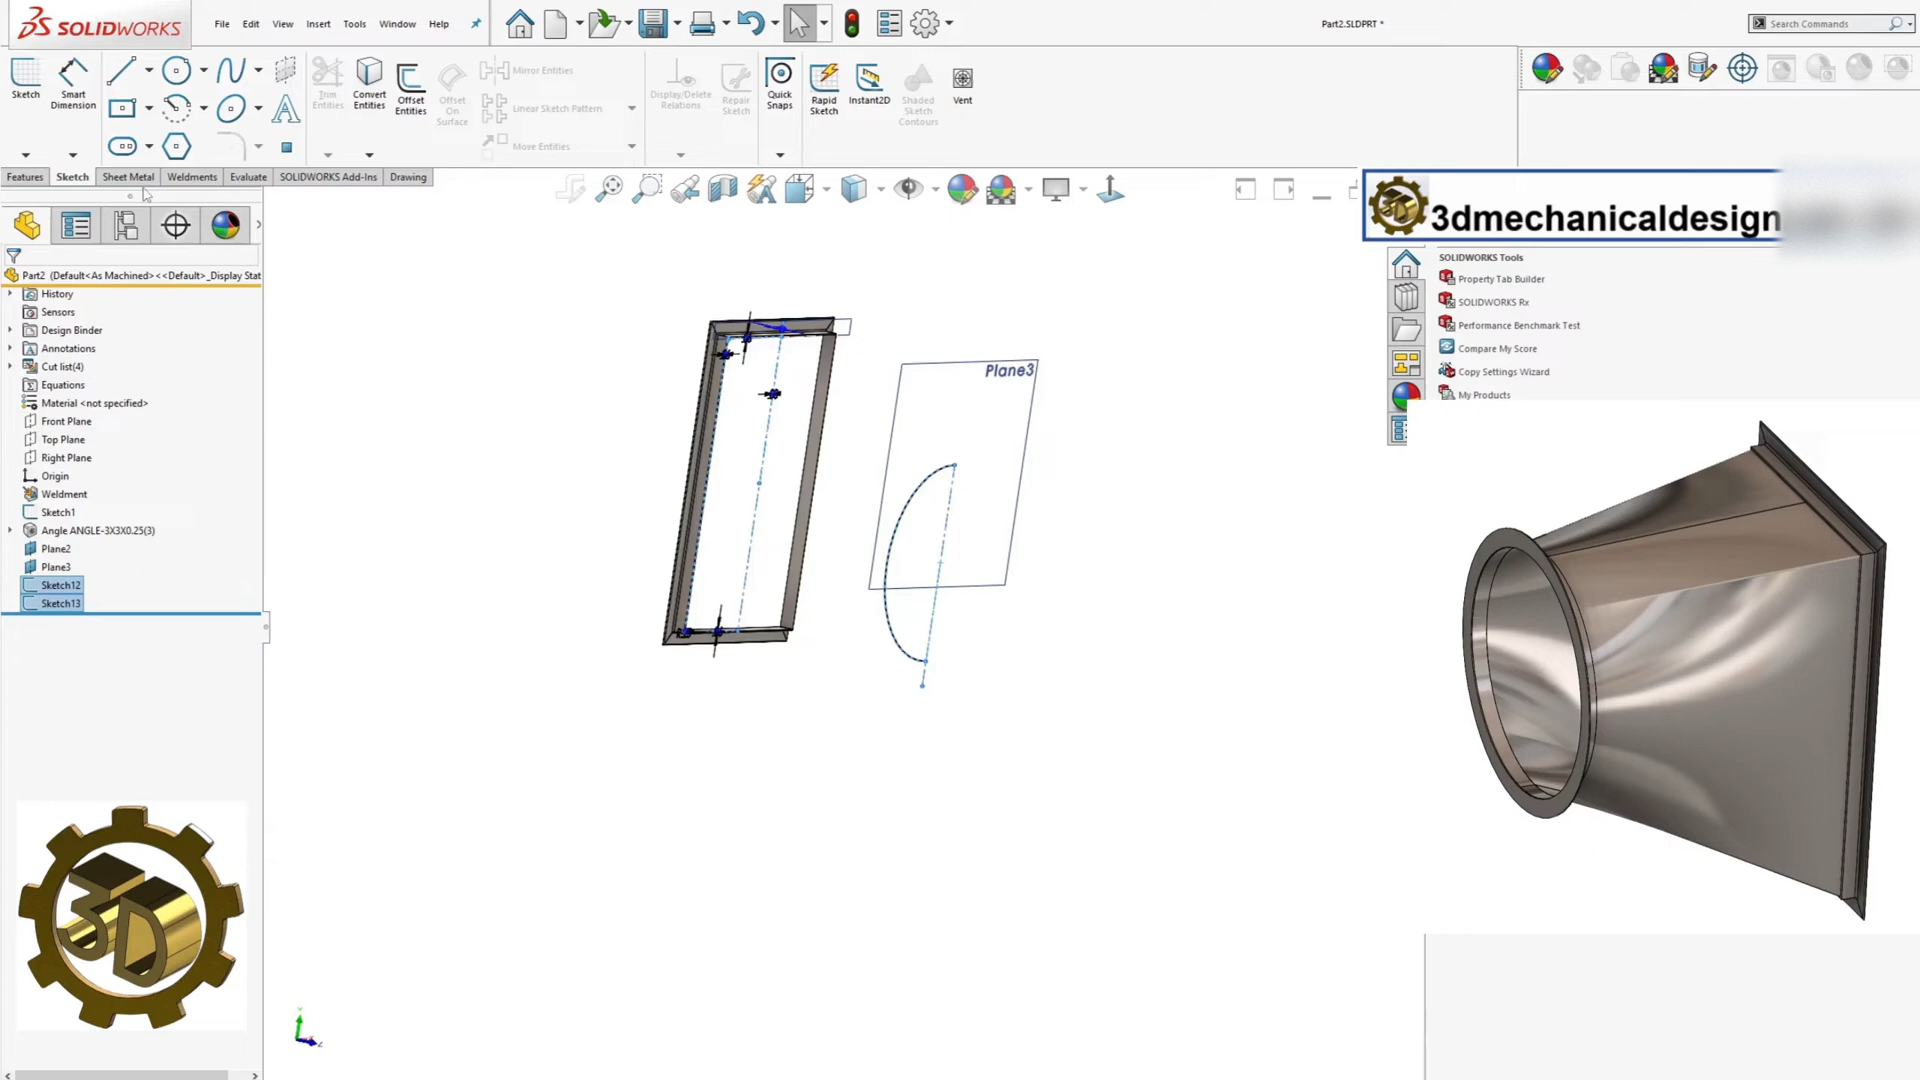 SOLIDWORKS
File Edit View Insert Tools Window Help
Part2.SLDPRT *
Search Commands
Sketch
Smart Dimension
Trim Entities
Convert Entities
Offset Entities
Offset On Surface
Mirror Entities
Linear Sketch Pattern
Move Entities
Display/Delete Relations
Repair Sketch
Quick Snaps
Rapid Sketch
Instant2D
Shaded Sketch Contours
Vent
Features Sketch Sheet Metal Weldments Evaluate SOLIDWORKS Add-Ins Drawing
3dmechanicaldesign
Part2 (Default<As Machined><<Default>_Display Stat
History
Sensors
Design Binder
Annotations
Cut list(4)
Equations
Material <not specified>
Front Plane
Top Plane
Right Plane
Origin
Weldment
Sketch1
Angle ANGLE-3X3X0.25(3)
Plane2
Plane3
Sketch12
Sketch13
Plane3
SOLIDWORKS Tools
Property Tab Builder
SOLIDWORKS Rx
Performance Benchmark Test
Compare My Score
Copy Settings Wizard
My Products
3D